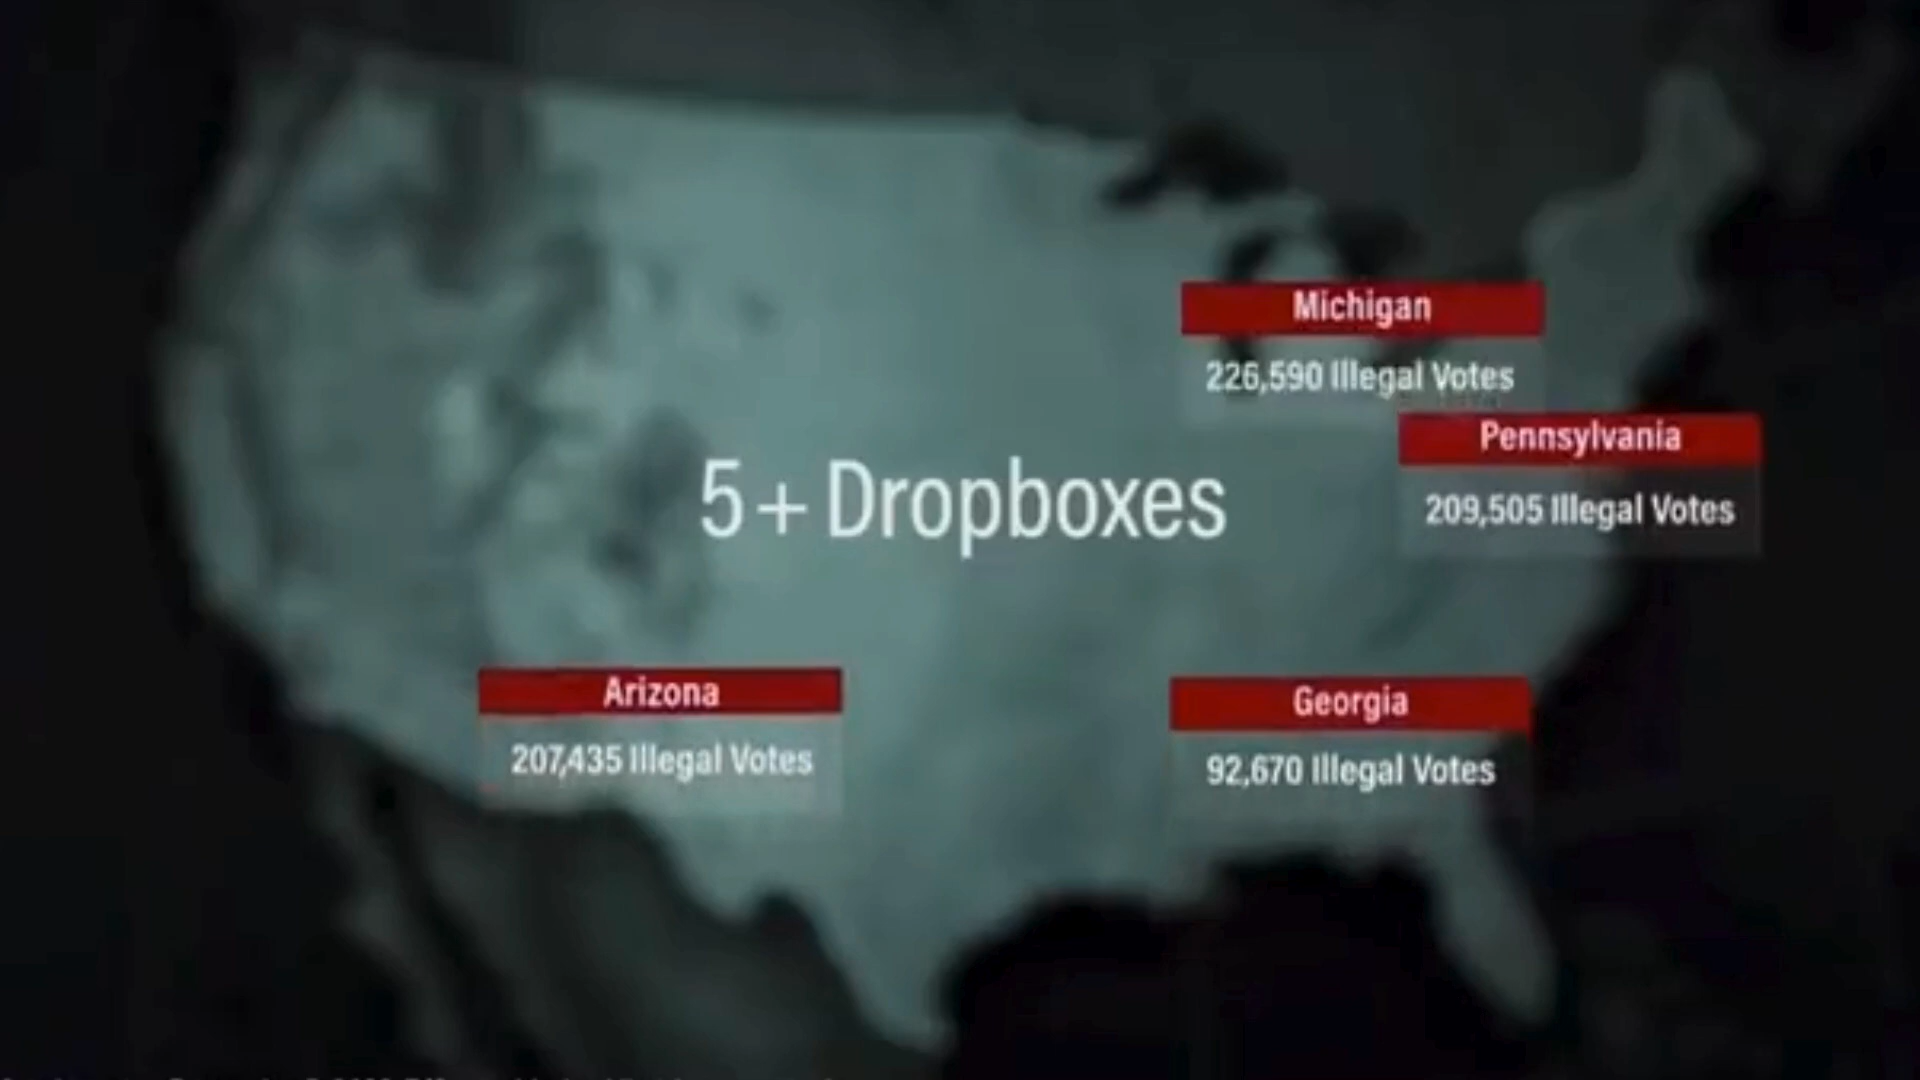 Michigan
226,590 Illegal Votes
Pennsylvania
5+ Dropboxes
209,505 Illegal Votes
Arizona
207,435 Illegal Votes
Georgia
92,670 Illegal Votes